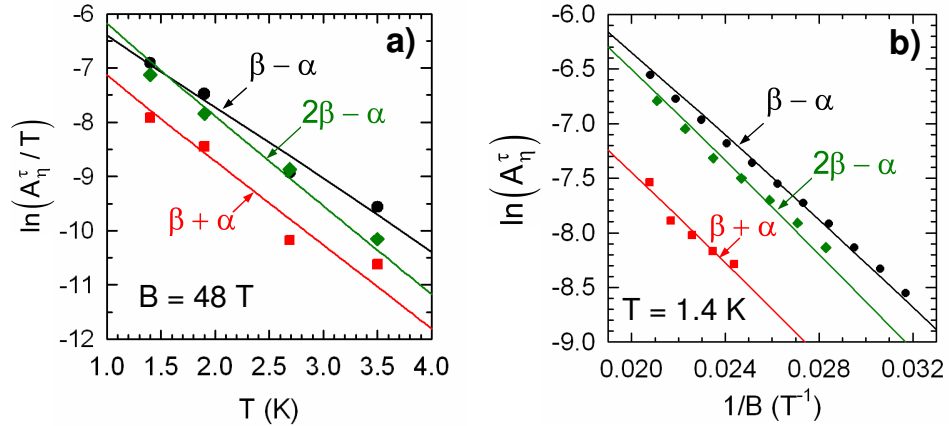 a)
-6
-7
-8
-9
-10
-11
-12
ln(A_η^τ / T)
β − α
2β − α
β + α
B = 48 T
1.0 1.5 2.0 2.5 3.0 3.5 4.0
T (K)
b)
-6.0
-6.5
-7.0
-7.5
-8.0
-8.5
-9.0
ln(A_η^τ)
β − α
2β − α
β + α
T = 1.4 K
0.020 0.024 0.028 0.032
1/B (T⁻¹)